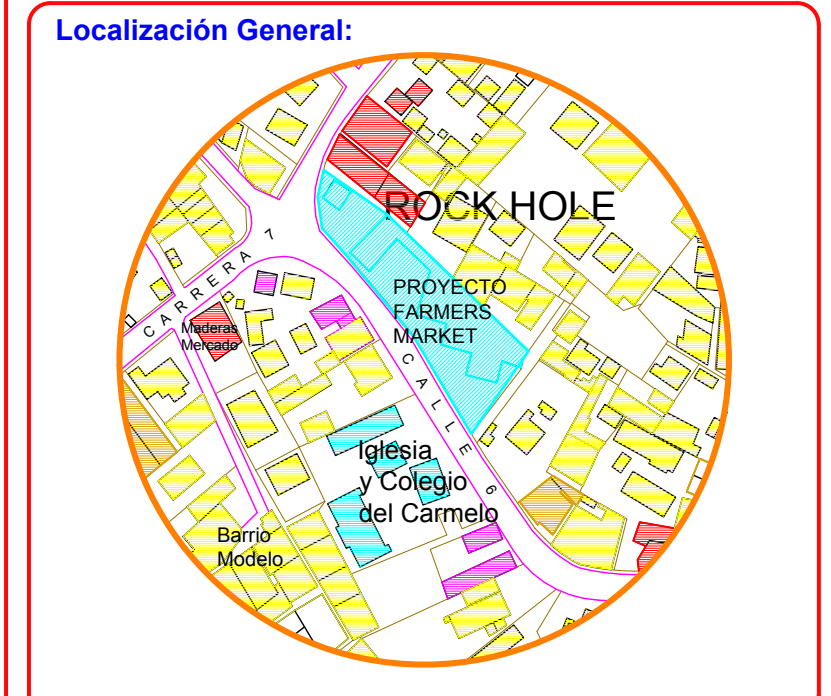 Localización General:
ROCK HOLE
CARRERA 7
PROYECTO
FARMERS
MARKET
Maderas
Mercado
CALLE 6
Iglesia
y Colegio
del Carmelo
Barrio
Modelo